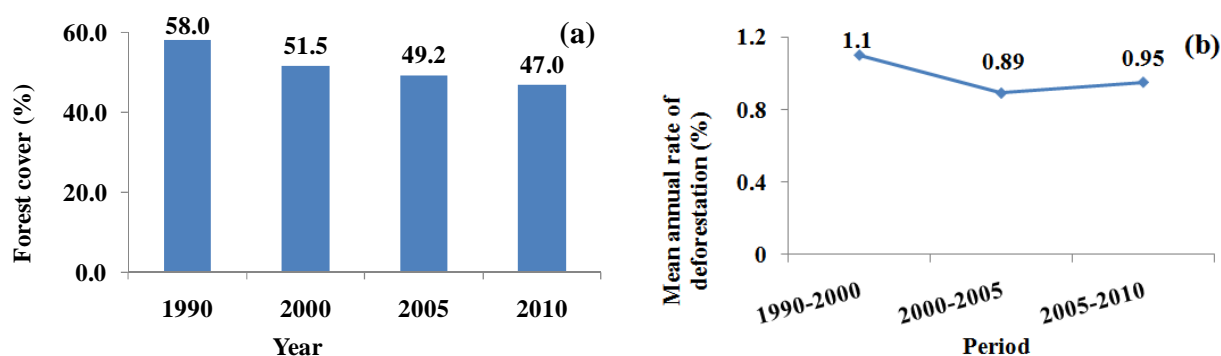 (a)
Forest cover (%)
60.0
40.0
20.0
0.0
58.0
51.5
49.2
47.0
1990 2000 2005 2010
Year
(b)
Mean annual rate of
deforestation (%)
1.2
0.8
0.4
0
1.1
0.89
0.95
1990-2000
2000-2005
2005-2010
Period